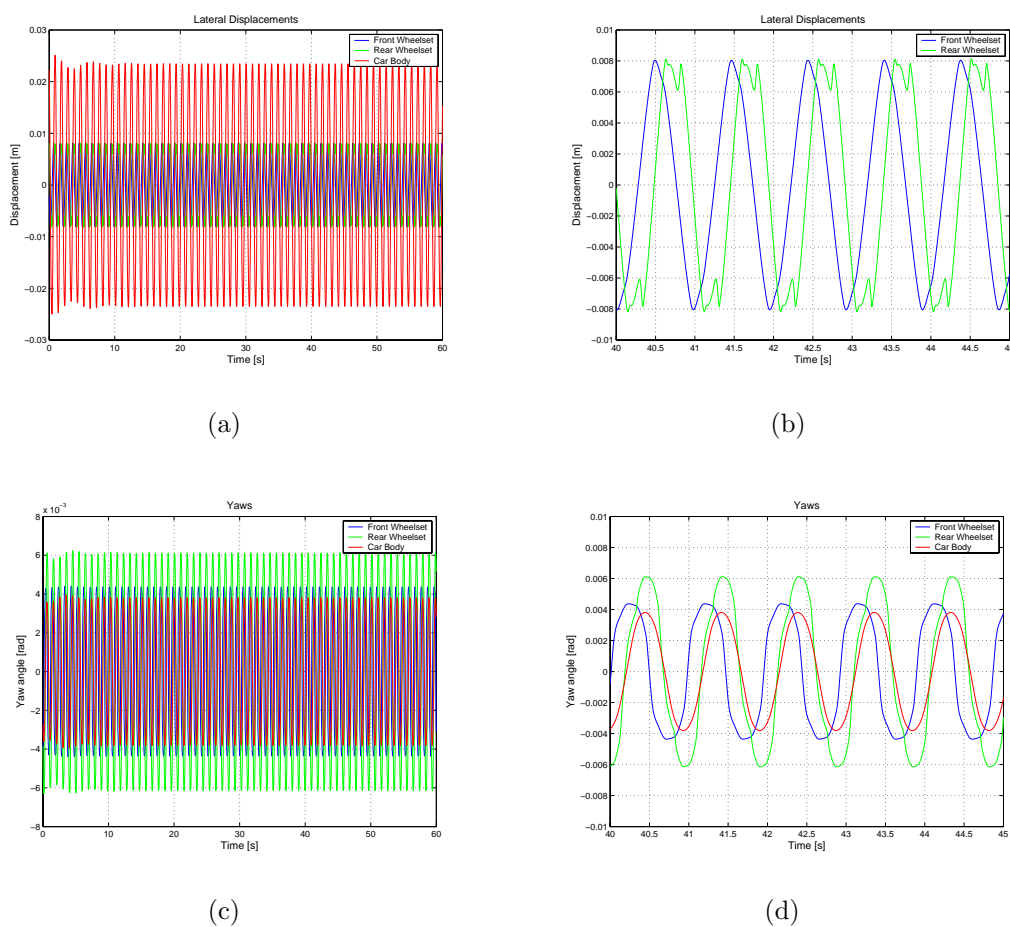 Lateral Displacements
0.03
0.02
0.01
0
−0.01
−0.02
−0.03
Displacement [m]
Front Wheelset
Rear Wheelset
Car Body
0 10 20 30 40 50 60
Time [s]
(a)
Lateral Displacements
0.01
0.008
0.006
0.004
0.002
0
−0.002
−0.004
−0.006
−0.008
−0.01
Displacement [m]
Front Wheelset
Rear Wheelset
40 40.5 41 41.5 42 42.5 43 43.5 44 44.5
Time [s]
(b)
Yaws
x 10−3
8
6
4
2
0
−2
−4
−6
−8
Yaw angle [rad]
Front Wheelset
Rear Wheelset
Car Body
0 10 20 30 40 50 60
Time [s]
(c)
Yaws
0.01
0.008
0.006
0.004
0.002
0
−0.002
−0.004
−0.006
−0.008
−0.01
Yaw angle [rad]
Front Wheelset
Rear Wheelset
Car Body
40 40.5 41 41.5 42 42.5 43 43.5 44 44.5 45
Time [s]
(d)